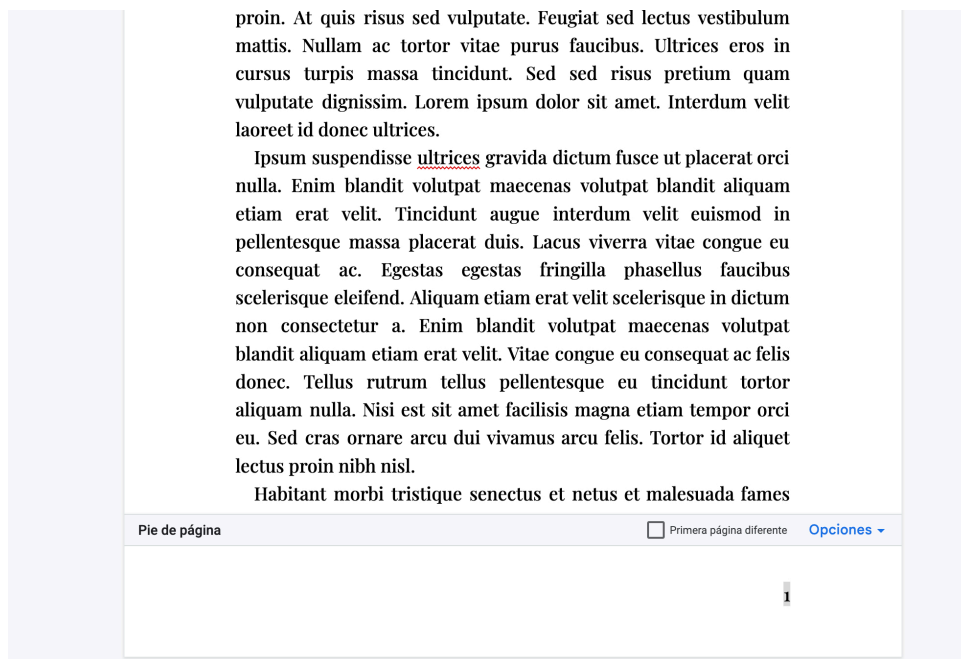 proin. At quis risus sed vulputate. Feugiat sed lectus vestibulum
mattis. Nullam ac tortor vitae purus faucibus. Ultrices eros in
cursus turpis massa tincidunt. Sed sed risus pretium quam
vulputate dignissim. Lorem ipsum dolor sit amet. Interdum velit
laoreet id donec ultrices.
Ipsum suspendisse ultrices gravida dictum fusce ut placerat orci
nulla. Enim blandit volutpat maecenas volutpat blandit aliquam
etiam erat velit. Tincidunt augue interdum velit euismod in
pellentesque massa placerat duis. Lacus viverra vitae congue eu
consequat ac. Egestas egestas fringilla phasellus faucibus
scelerisque eleifend. Aliquam etiam erat velit scelerisque in dictum
non consectetur a. Enim blandit volutpat maecenas volutpat
blandit aliquam etiam erat velit. Vitae congue eu consequat ac felis
donec. Tellus rutrum tellus pellentesque eu tincidunt tortor
aliquam nulla. Nisi est sit amet facilisis magna etiam tempor orci
eu. Sed cras ornare arcu dui vivamus arcu felis. Tortor id aliquet
lectus proin nibh nisl.
Habitant morbi tristique senectus et netus et malesuada fames
Pie de página Primera página diferente Opciones
1